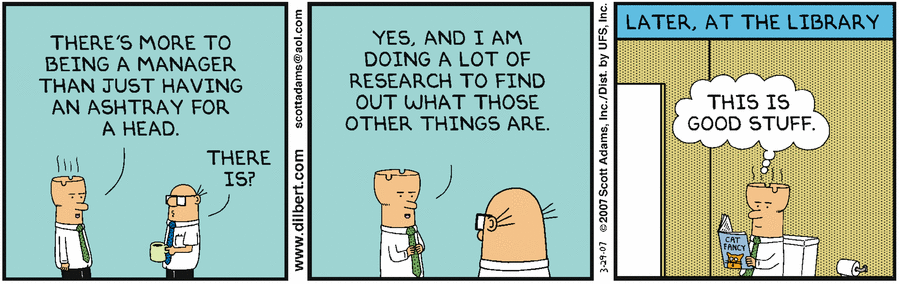 THERE'S MORE TO
BEING A MANAGER
THAN JUST HAVING
AN ASHTRAY FOR
A HEAD.
THERE
IS?
www.dilbert.com scottadams@aol.com
YES, AND I AM
DOING A LOT OF
RESEARCH TO FIND
OUT WHAT THOSE
OTHER THINGS ARE.
3-29-07 ©2007 Scott Adams, Inc./Dist. by UFS, Inc.
LATER, AT THE LIBRARY
THIS IS
GOOD STUFF.
CAT
FANCY